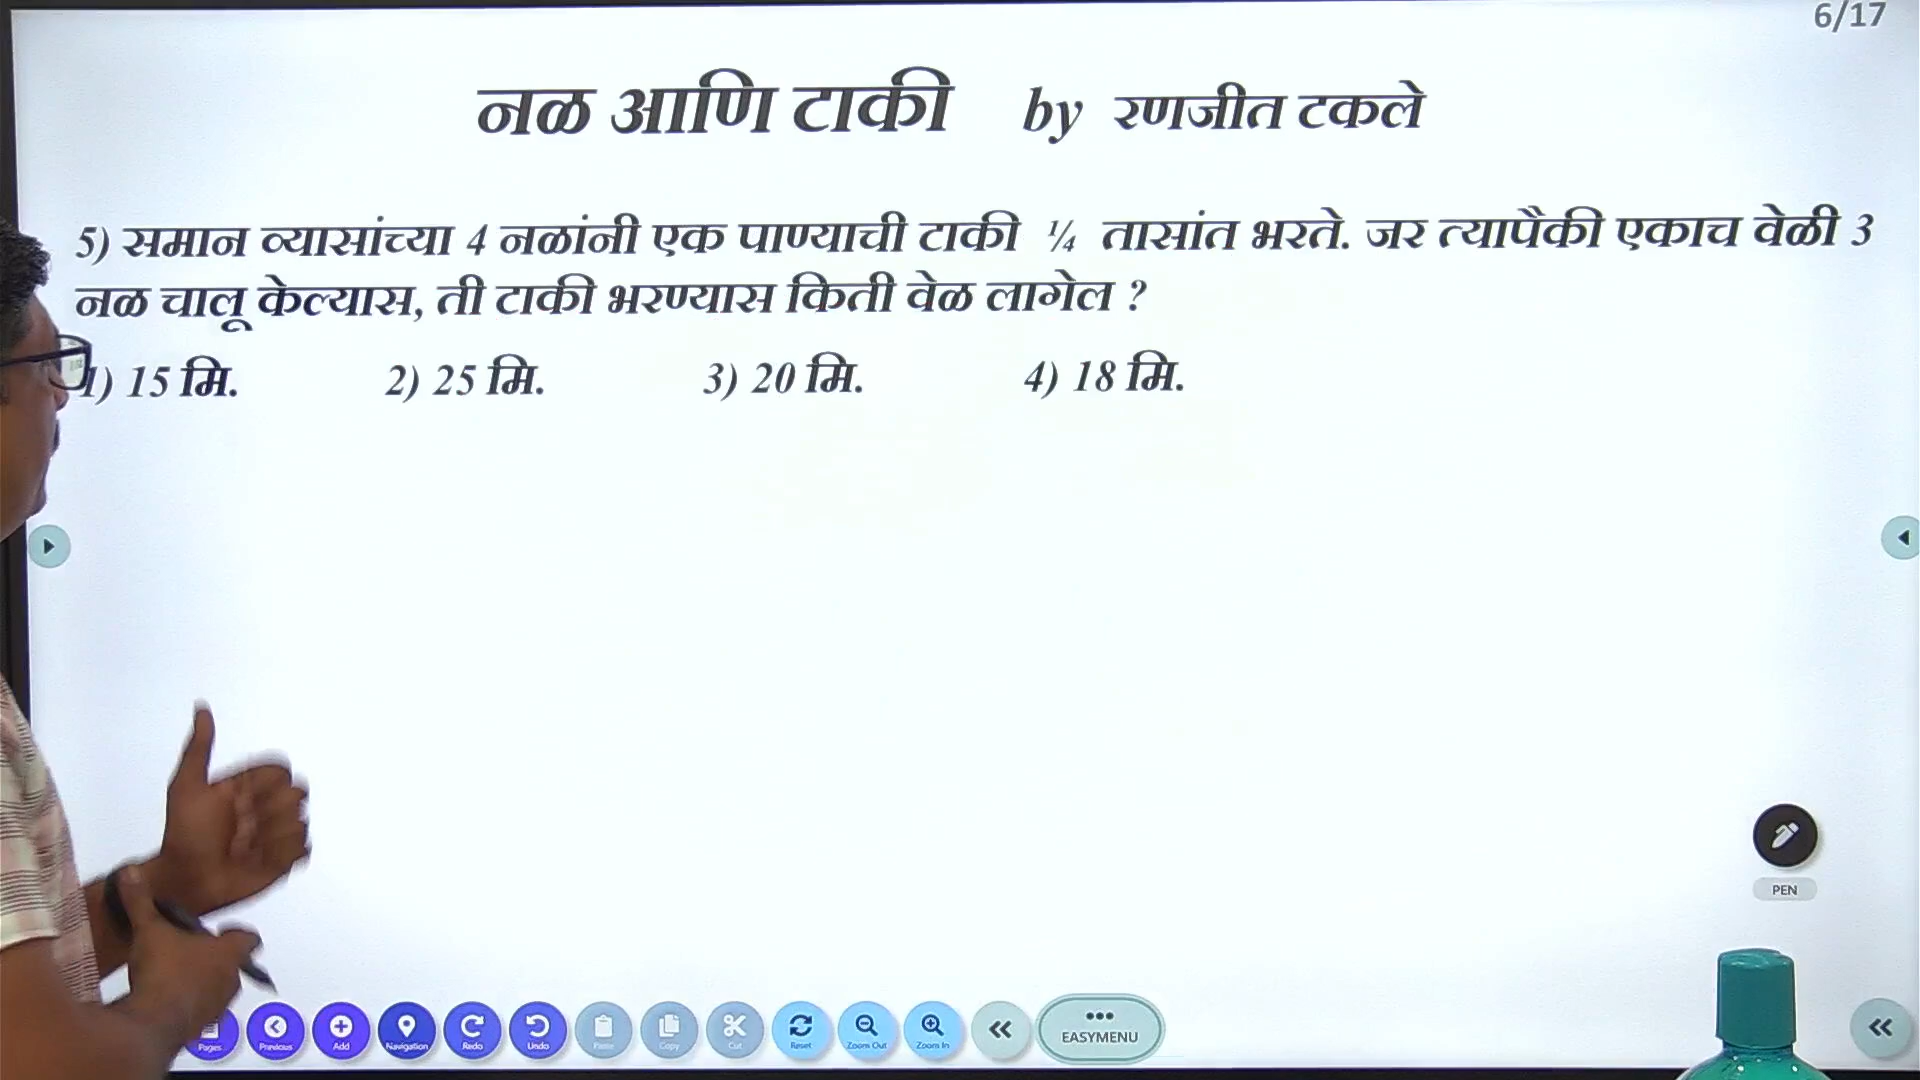 6/17
नळ आणि टाकी by रणजीत टकले
5) समान व्यासांच्या 4 नळांनी एक पाण्याची टाकी ¼ तासांत भरते. जर त्यापैकी एकाच वेळी 3
नळ चालू केल्यास, ती टाकी भरण्यास किती वेळ लागेल ?
1) 15 मि. 2) 25 मि. 3) 20 मि. 4) 18 मि.
PEN
Pages Previous Add Navigation Redo Undo Paste Copy Cut Reset Zoom Out Zoom In EASYMENU